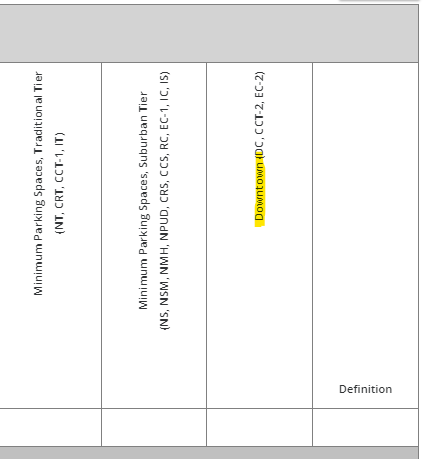 Minimum Parking Spaces, Traditional Tier
(NT, CRT, CCT-1, IT)
Minimum Parking Spaces, Suburban Tier
(NS, NSM, NMH, NPUD, CRS, CCS, RC, EC-1, IC, IS)
Downtown (DC, CCT-2, EC-2)
Definition